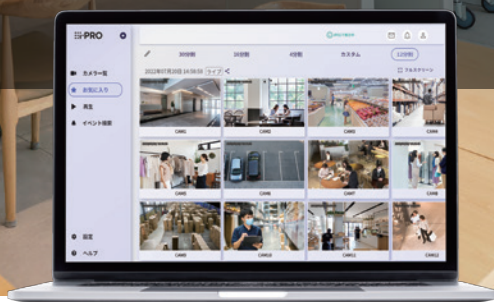 i-PRO
30分割
16分割
4分割
カスタム
12分割
2022年07月20日 14:59:59
ライブ
フルスクリーン
カメラ一覧
お気に入り
再生
イベント検索
設定
ヘルプ
CAM1
CAM2
CAM3
CAM4
CAM5
CAM6
CAM7
CAM8
CAM9
CAM10
CAM11
CAM12